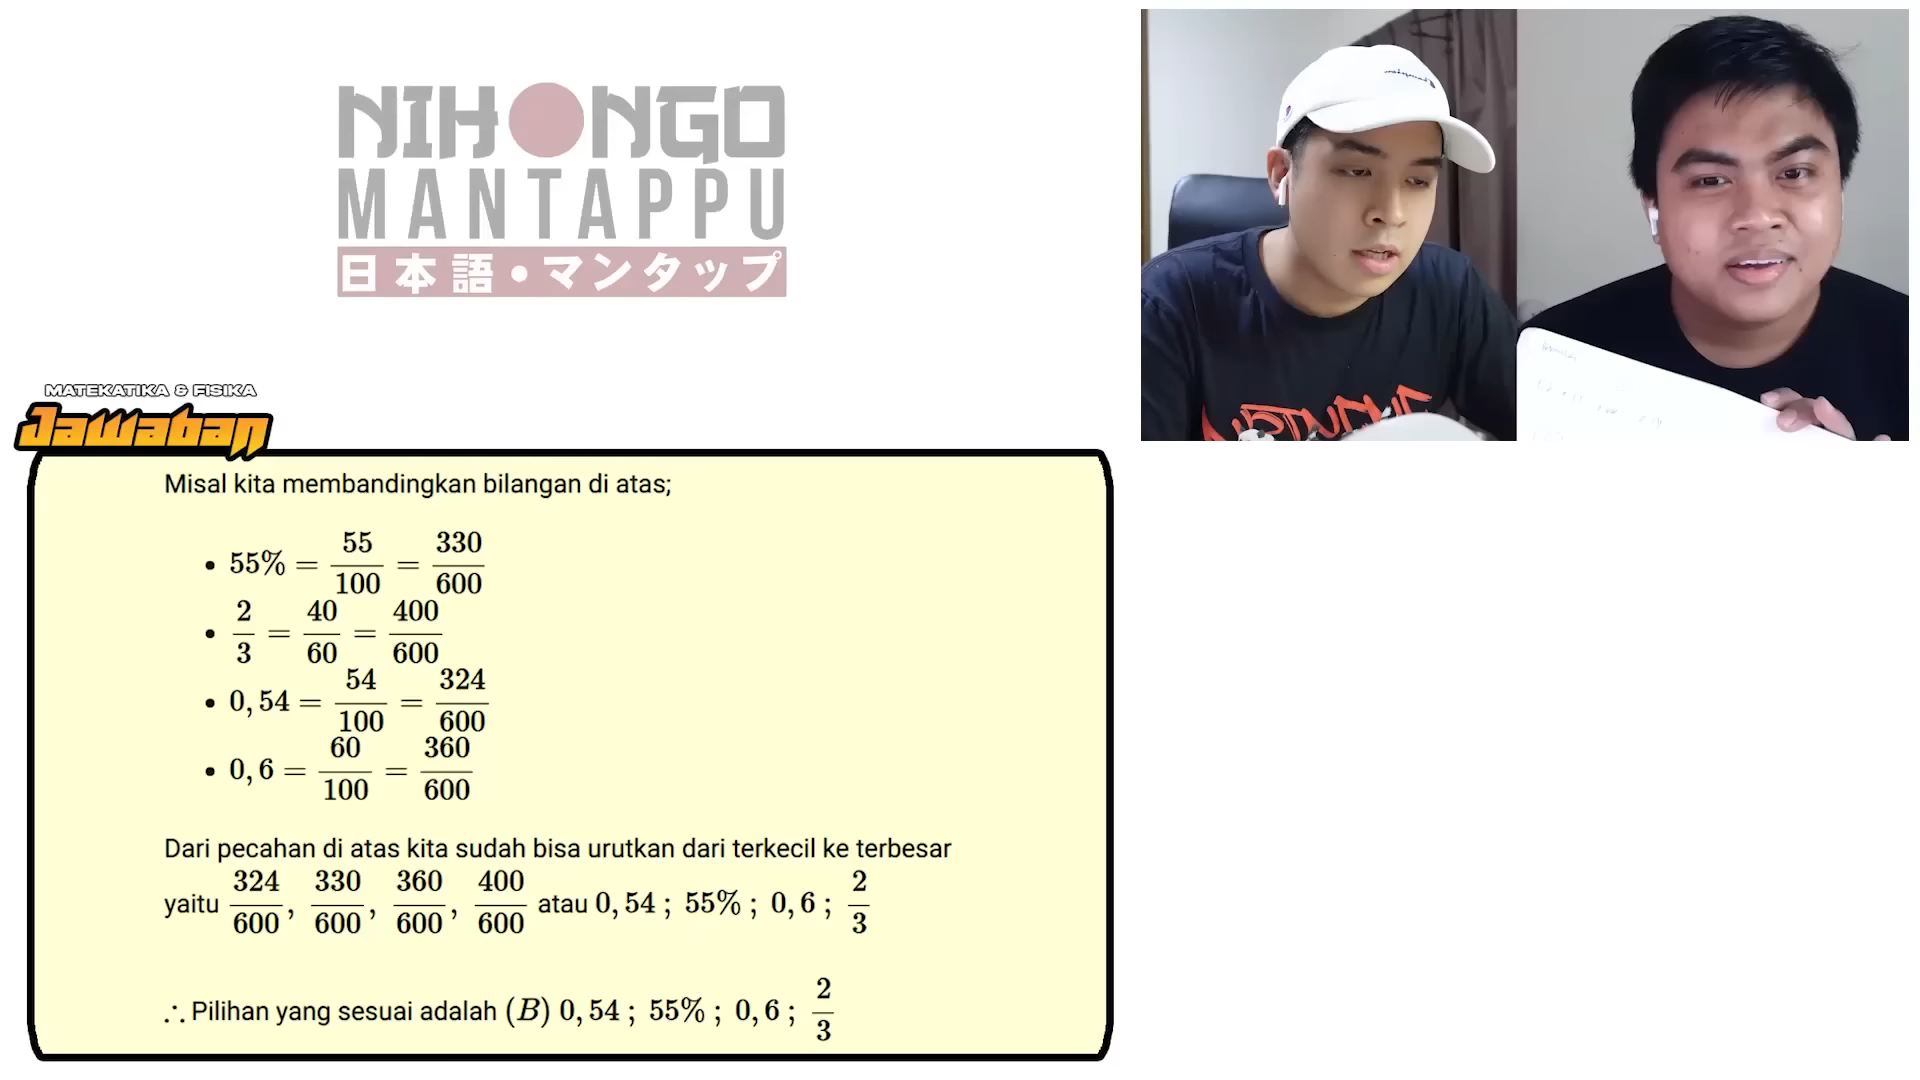 NIHONGO
MANTAPPU
日本語・マンタップ
MATEKATIKA & FISIKA
Jawaban
Misal kita membandingkan bilangan di atas;
• 55% = 55/100 = 330/600
• 2/3 = 40/60 = 400/600
• 0,54 = 54/100 = 324/600
• 0,6 = 60/100 = 360/600
Dari pecahan di atas kita sudah bisa urutkan dari terkecil ke terbesar
yaitu 324/600, 330/600, 360/600, 400/600 atau 0,54 ; 55% ; 0,6 ; 2/3
∴ Pilihan yang sesuai adalah (B) 0,54 ; 55% ; 0,6 ; 2/3